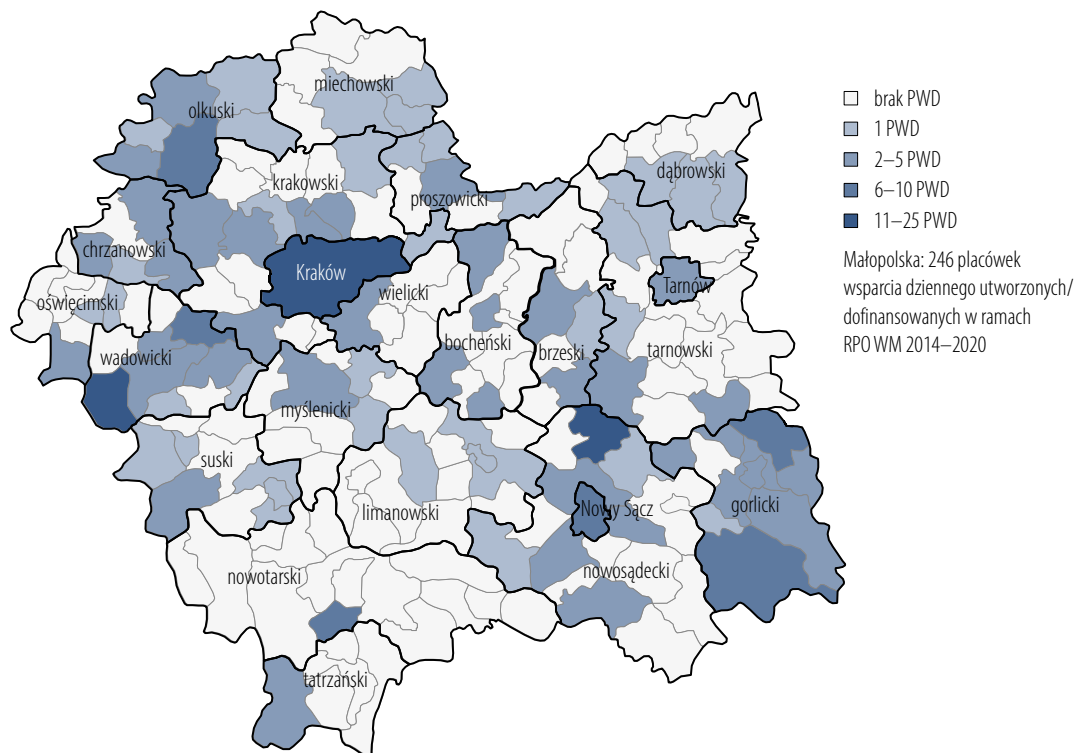 miechowski
olkuski
dąbrowski
krakowski
proszowicki
chrzanowski
Kraków
Tarnów
wielicki
oświęcimski
bocheński
brzeski
tarnowski
wadowicki
myślenicki
suski
limanowski
Nowy Sącz
gorlicki
nowotarski
nowosądecki
tatrzański
brak PWD
1 PWD
2–5 PWD
6–10 PWD
11–25 PWD
Małopolska: 246 placówek
wsparcia dziennego utworzonych/
dofinansowanych w ramach
RPO WM 2014–2020